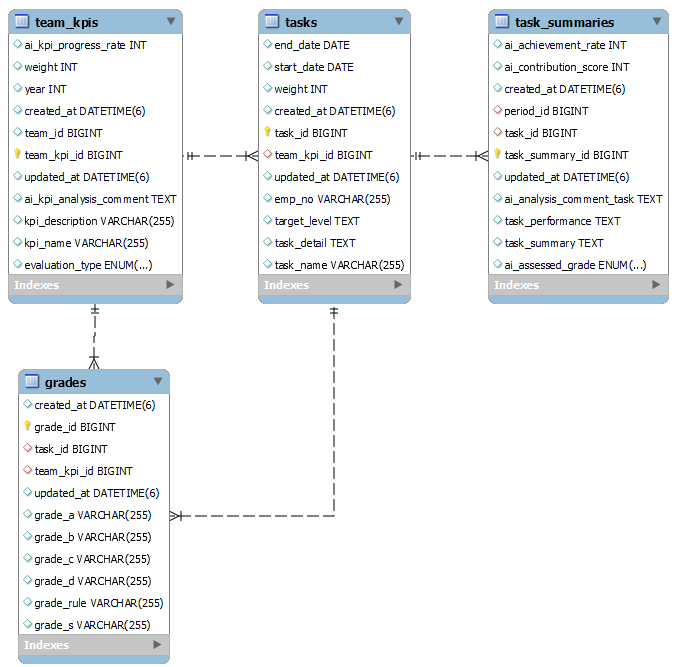 team_kpis
ai_kpi_progress_rate INT
weight INT
year INT
created_at DATETIME(6)
team_id BIGINT
team_kpi_id BIGINT
updated_at DATETIME(6)
ai_kpi_analysis_comment TEXT
kpi_description VARCHAR(255)
kpi_name VARCHAR(255)
evaluation_type ENUM(...)
Indexes
tasks
end_date DATE
start_date DATE
weight INT
created_at DATETIME(6)
task_id BIGINT
team_kpi_id BIGINT
updated_at DATETIME(6)
emp_no VARCHAR(255)
target_level TEXT
task_detail TEXT
task_name VARCHAR(255)
Indexes
task_summaries
ai_achievement_rate INT
ai_contribution_score INT
created_at DATETIME(6)
period_id BIGINT
task_id BIGINT
task_summary_id BIGINT
updated_at DATETIME(6)
ai_analysis_comment_task TEXT
task_performance TEXT
task_summary TEXT
ai_assessed_grade ENUM(...)
Indexes
grades
created_at DATETIME(6)
grade_id BIGINT
task_id BIGINT
team_kpi_id BIGINT
updated_at DATETIME(6)
grade_a VARCHAR(255)
grade_b VARCHAR(255)
grade_c VARCHAR(255)
grade_d VARCHAR(255)
grade_rule VARCHAR(255)
grade_s VARCHAR(255)
Indexes